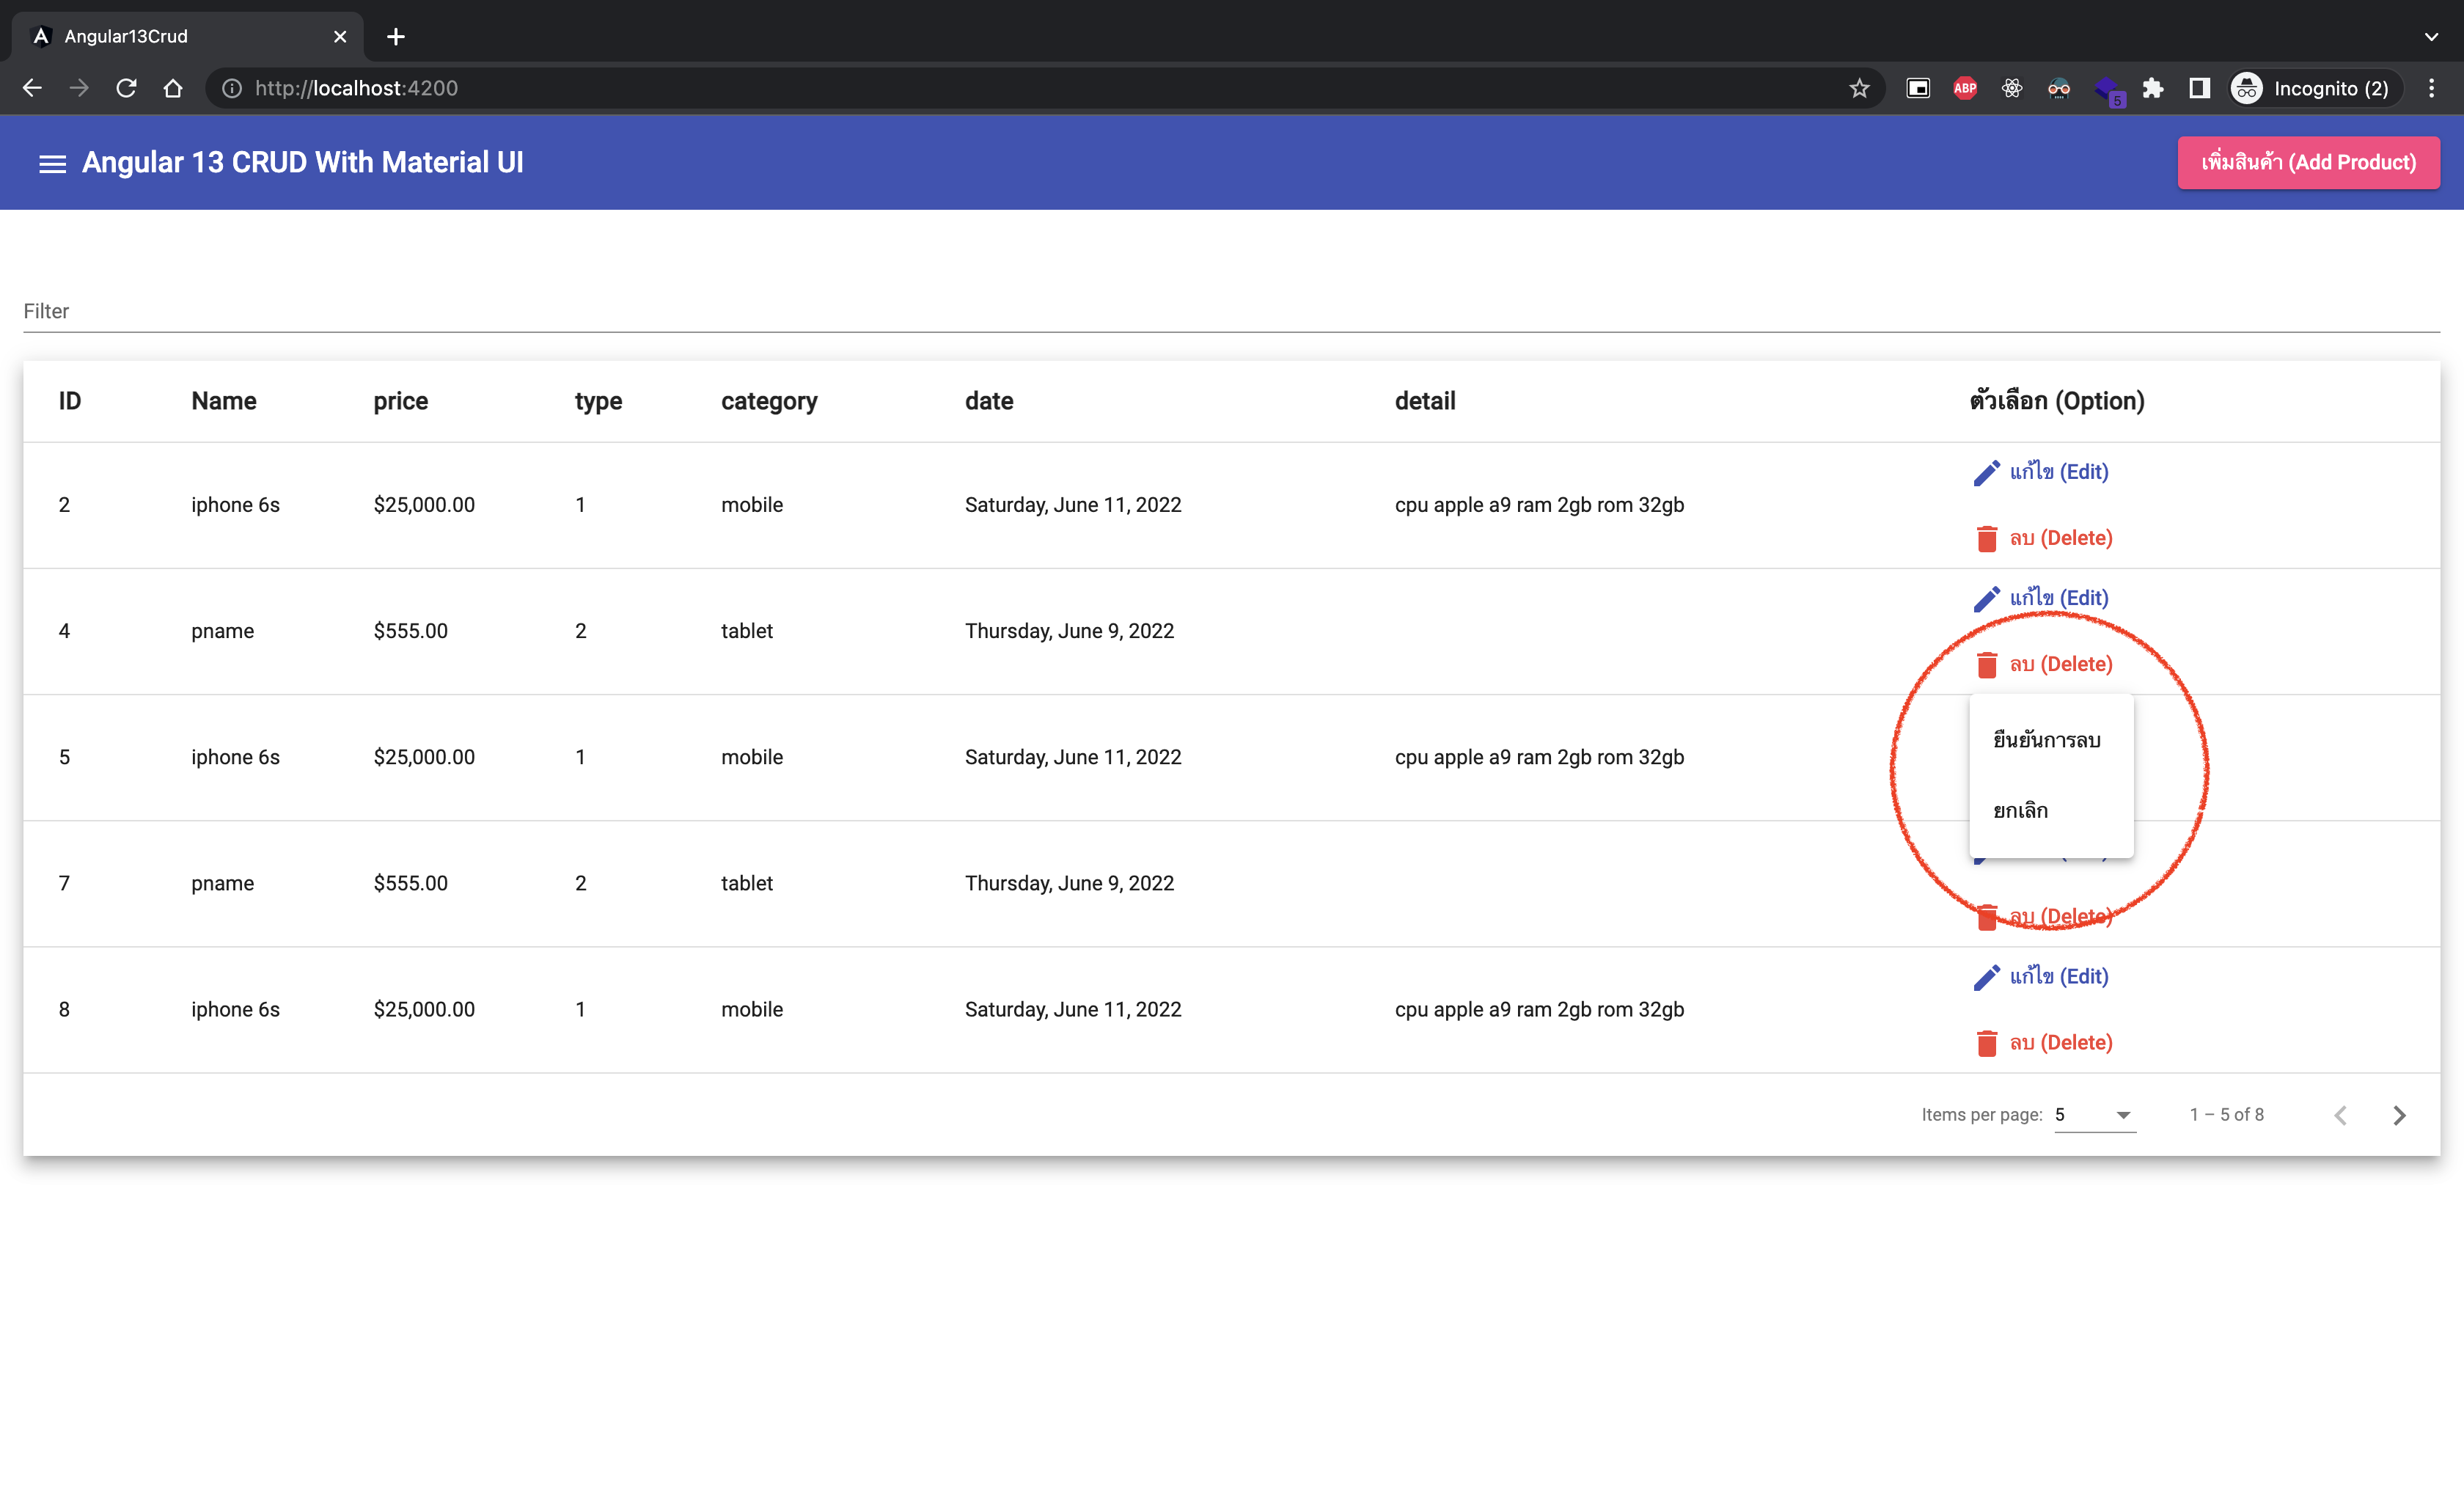 Angular13Crud
http://localhost:4200
ABP
5
Incognito (2)
Angular 13 CRUD With Material UI
เพิ่มสินค้า (Add Product)
Filter
ID Name price type category date detail ตัวเลือก (Option)
แก้ไข (Edit)
2 iphone 6s $25,000.00 1 mobile Saturday, June 11, 2022 cpu apple a9 ram 2gb rom 32gb
ลบ (Delete)
แก้ไข (Edit)
4 pname $555.00 2 tablet Thursday, June 9, 2022
ลบ (Delete)
ยืนยันการลบ
5 iphone 6s $25,000.00 1 mobile Saturday, June 11, 2022 cpu apple a9 ram 2gb rom 32gb
ยกเลิก
7 pname $555.00 2 tablet Thursday, June 9, 2022
ลบ (Delete)
แก้ไข (Edit)
8 iphone 6s $25,000.00 1 mobile Saturday, June 11, 2022 cpu apple a9 ram 2gb rom 32gb
ลบ (Delete)
Items per page: 5 1 – 5 of 8